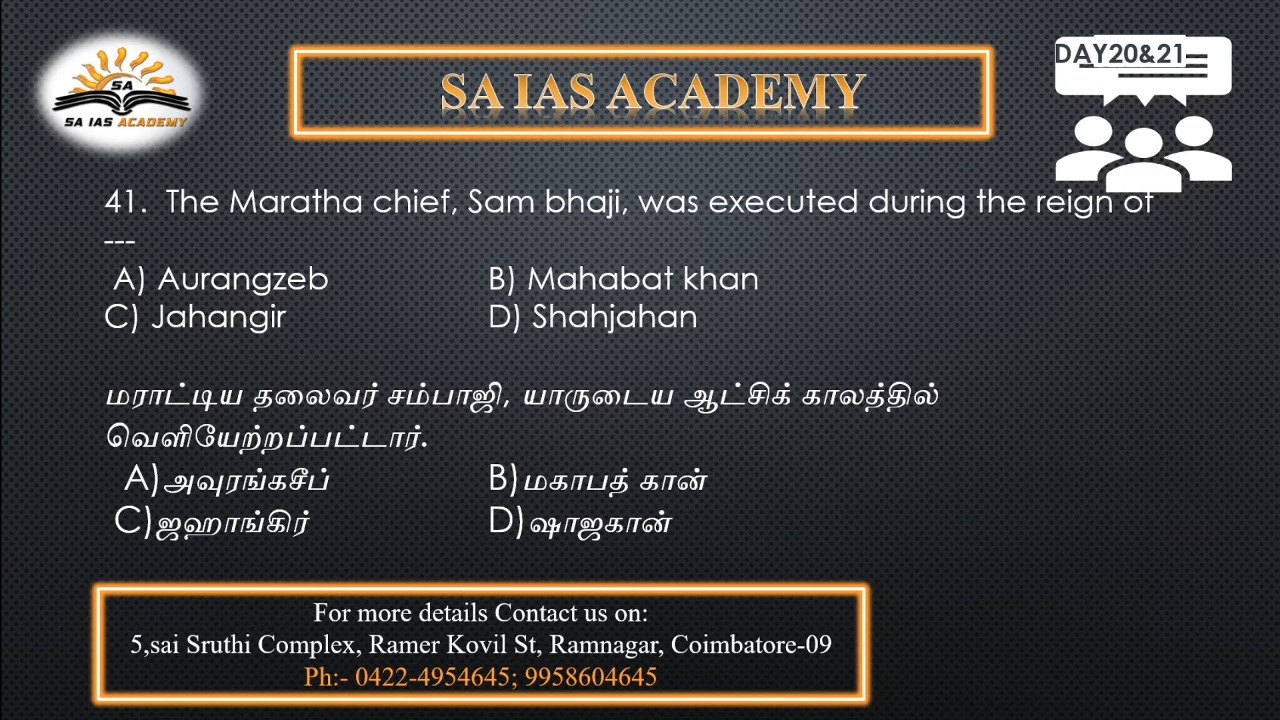 SA
SA IAS ACADEMY
SA IAS ACADEMY
DAY20&21
41. The Maratha chief, Sam bhaji, was executed during the reign of
---
A) Aurangzeb B) Mahabat khan
C) Jahangir D) Shahjahan
மராட்டிய தலைவர் சம்பாஜி, யாருடைய ஆட்சிக் காலத்தில்
வெளியேற்றப்பட்டார்.
A)அவுரங்கசீப் B)மகாபத் கான்
C)ஜஹாங்கிர் D)ஷாஜகான்
For more details Contact us on:
5,sai Sruthi Complex, Ramer Kovil St, Ramnagar, Coimbatore-09
Ph:- 0422-4954645; 9958604645